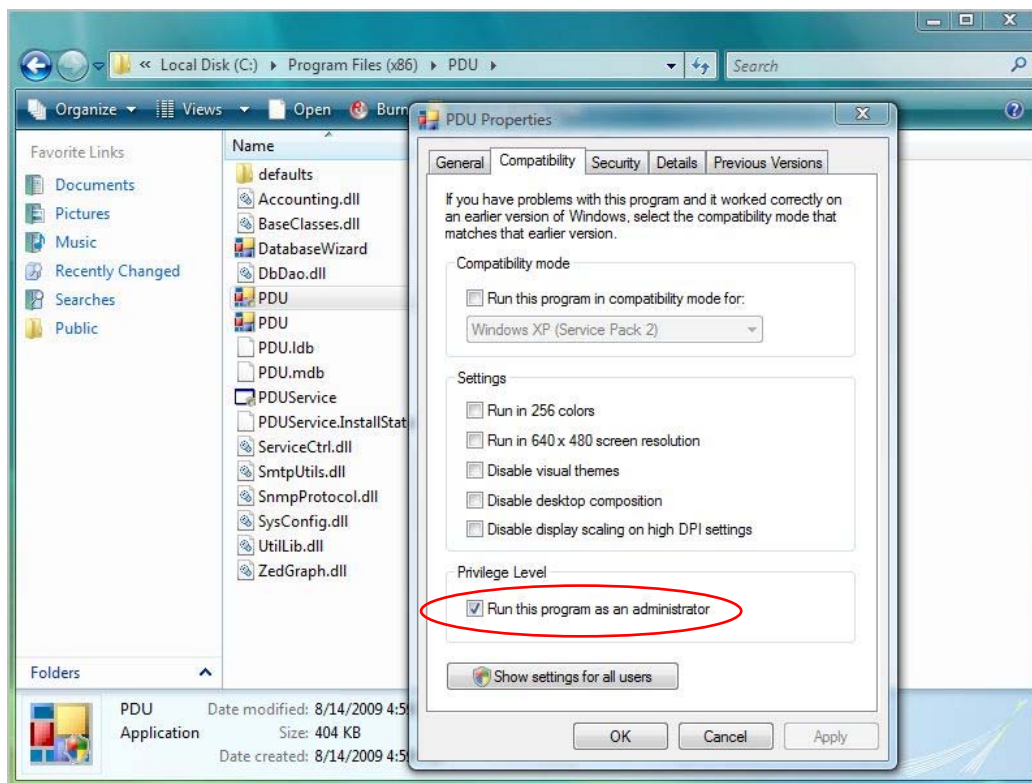 « Local Disk (C:) ▸ Program Files (x86) ▸ PDU ▸
Search
Organize
Views
Open
Favorite Links
Documents
Pictures
Music
Recently Changed
Searches
Public
Folders
Name
defaults
Accounting.dll
BaseClasses.dll
DatabaseWizard
DbDao.dll
PDU
PDU
PDU.ldb
PDU.mdb
PDUService
PDUService.InstallStat
ServiceCtrl.dll
SmtpUtils.dll
SnmpProtocol.dll
SysConfig.dll
UtilLib.dll
ZedGraph.dll
PDU Properties
General Compatibility Security Details Previous Versions
If you have problems with this program and it worked correctly on
an earlier version of Windows, select the compatibility mode that
matches that earlier version.
Compatibility mode
Run this program in compatibility mode for:
Windows XP (Service Pack 2)
Settings
Run in 256 colors
Run in 640 x 480 screen resolution
Disable visual themes
Disable desktop composition
Disable display scaling on high DPI settings
Privilege Level
Run this program as an administrator
Show settings for all users
OK Cancel Apply
PDU Date modified: 8/14/2009
Application Size: 404 KB
Date created: 8/14/2009